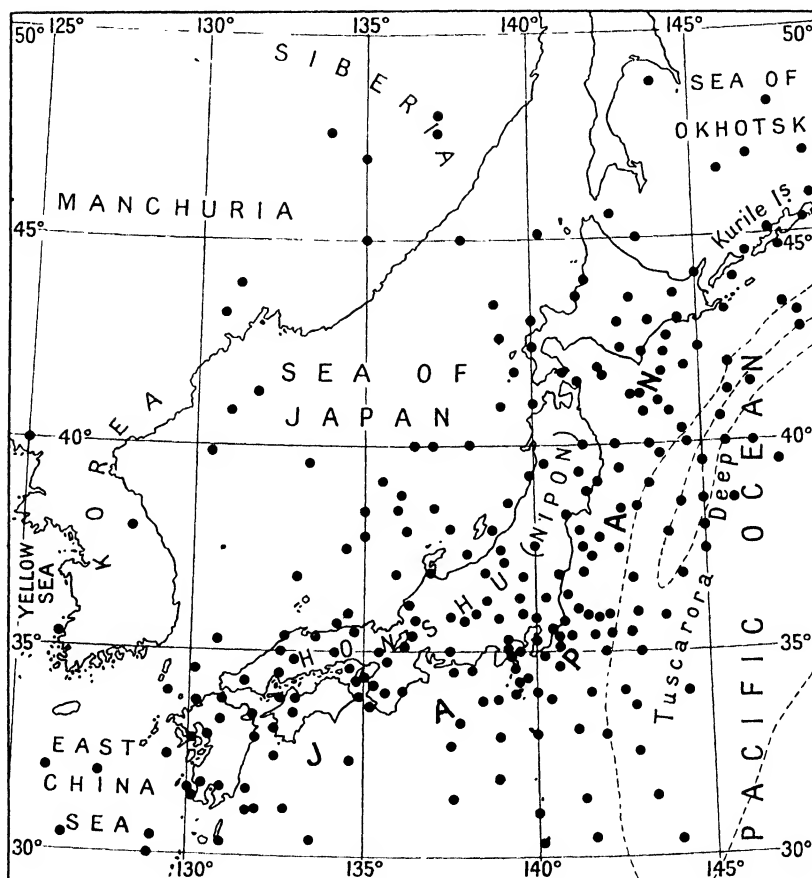 125° 130° 135° 140° 145°
50° 50°
SIBERIA
SEA OF
OKHOTSK
MANCHURIA
Kurile Is
45° 45°
SEA OF
JAPAN
KOREA
40° 40°
YELLOW
SEA
HONSHU (NIPON)
JAPAN
Tuscarora Deep
PACIFIC OCEAN
35° 35°
EAST
CHINA
SEA
30° 30°
130° 135° 140° 145°